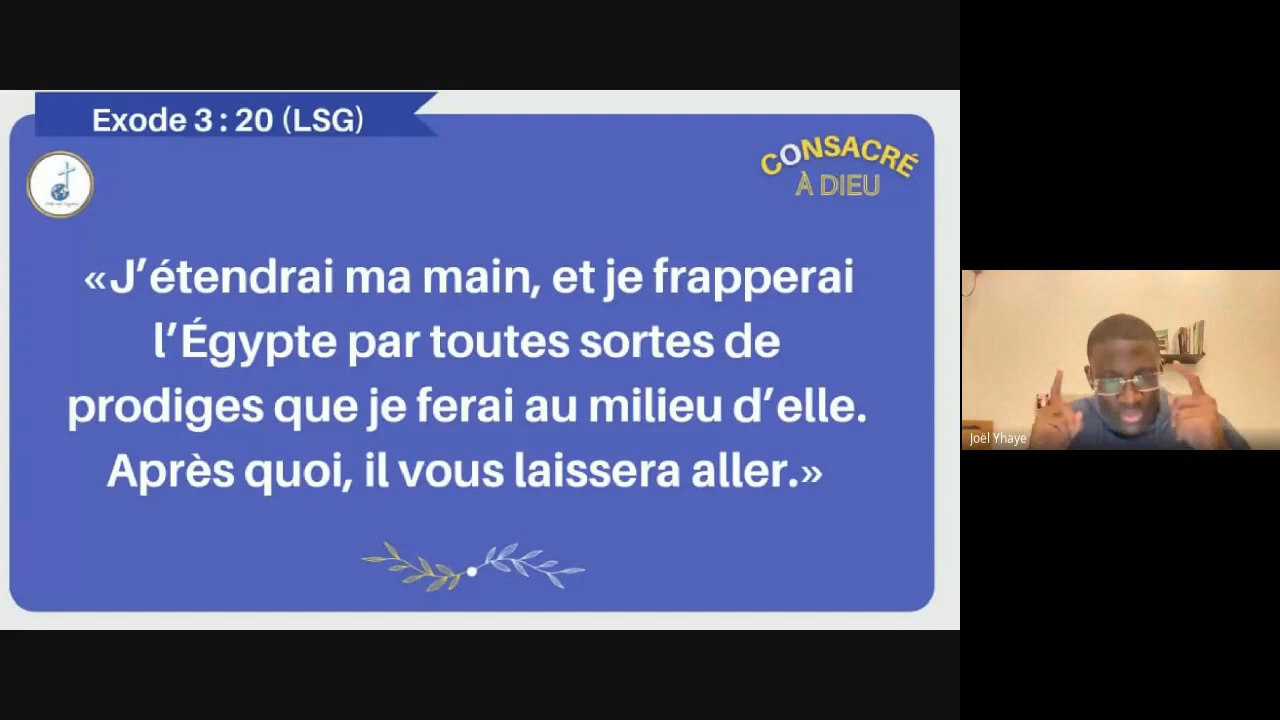 Exode 3 : 20 (LSG)
CONSACRÉ
À DIEU
«J’étendrai ma main, et je frapperai
l’Égypte par toutes sortes de
prodiges que je ferai au milieu d’elle.
Après quoi, il vous laissera aller.»
Joël Yhaye